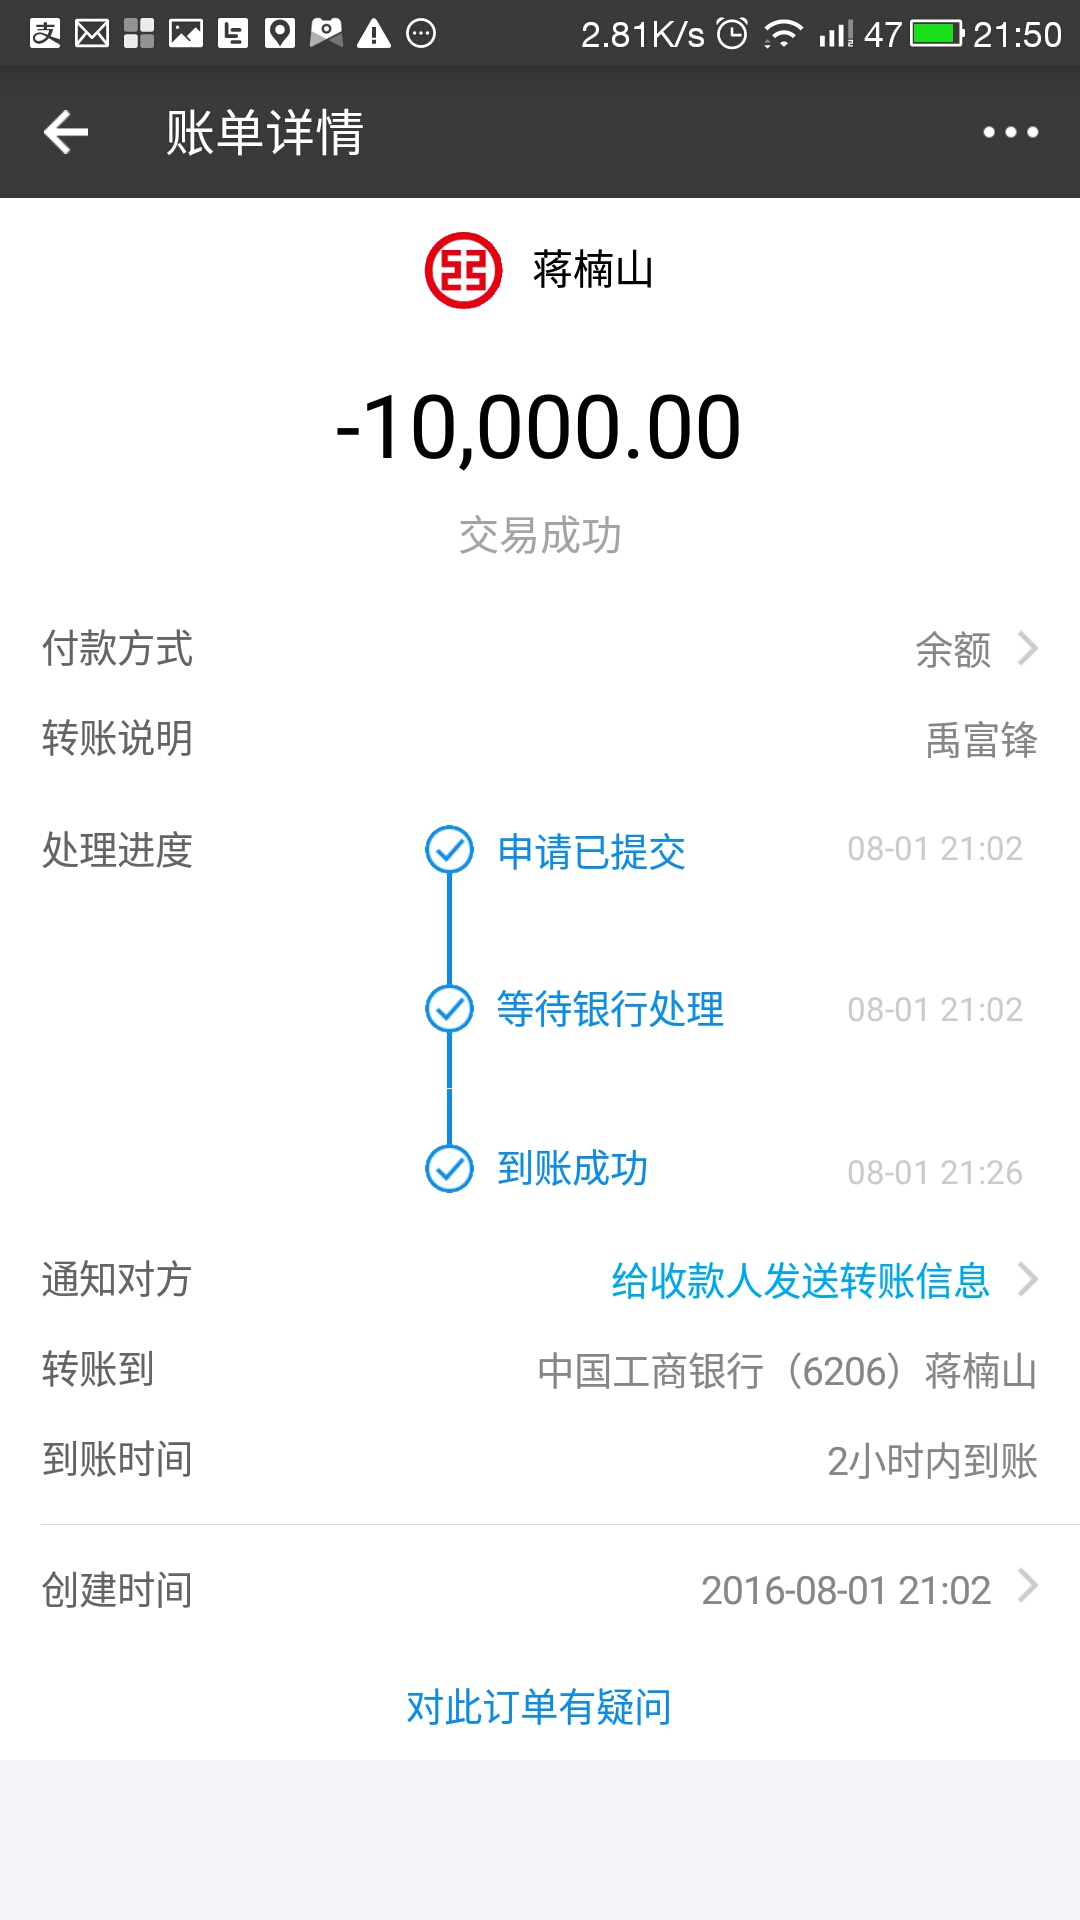 2.81K/s 47 21:50
账单详情
蒋楠山
-10,000.00
交易成功
付款方式 余额
转账说明 禹富锋
处理进度 申请已提交 08-01 21:02
等待银行处理 08-01 21:02
到账成功 08-01 21:26
通知对方 给收款人发送转账信息
转账到 中国工商银行（6206）蒋楠山
到账时间 2小时内到账
创建时间 2016-08-01 21:02
对此订单有疑问